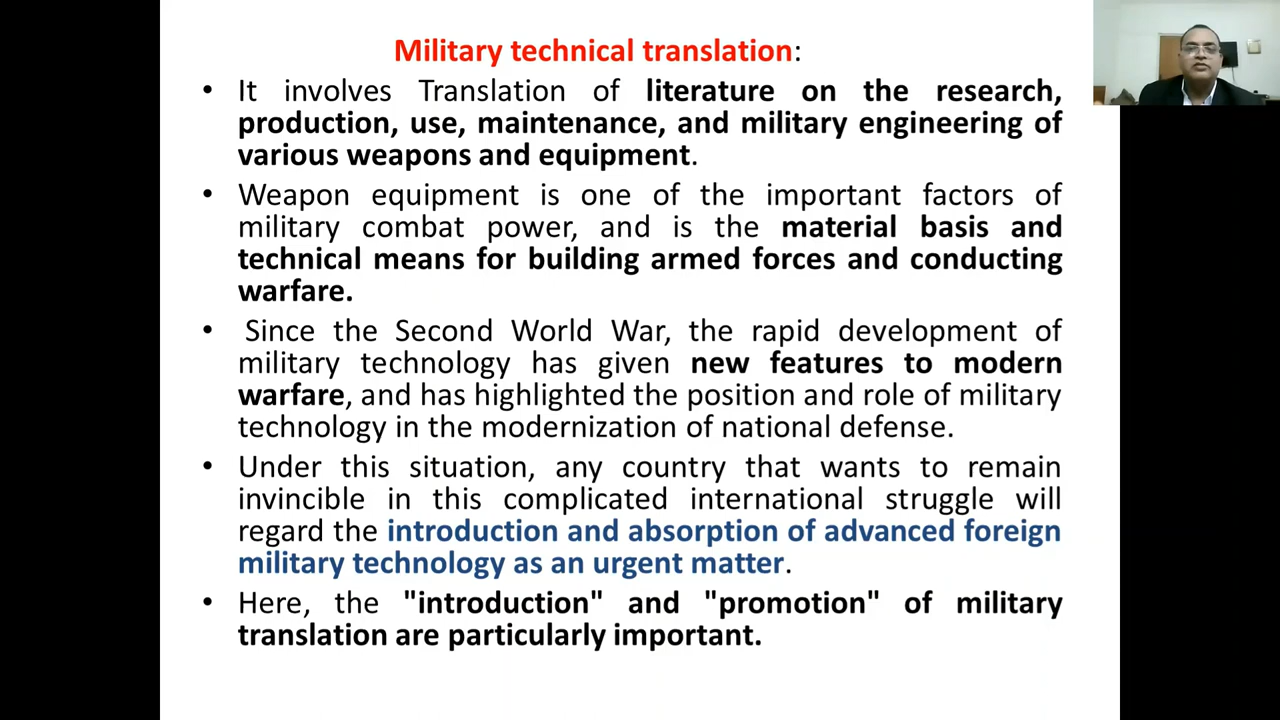 Military technical translation:
• It involves Translation of literature on the research,
production, use, maintenance, and military engineering of
various weapons and equipment.
• Weapon equipment is one of the important factors of
military combat power, and is the material basis and
technical means for building armed forces and conducting
warfare.
• Since the Second World War, the rapid development of
military technology has given new features to modern
warfare, and has highlighted the position and role of military
technology in the modernization of national defense.
• Under this situation, any country that wants to remain
invincible in this complicated international struggle will
regard the introduction and absorption of advanced foreign
military technology as an urgent matter.
• Here, the "introduction" and "promotion" of military
translation are particularly important.